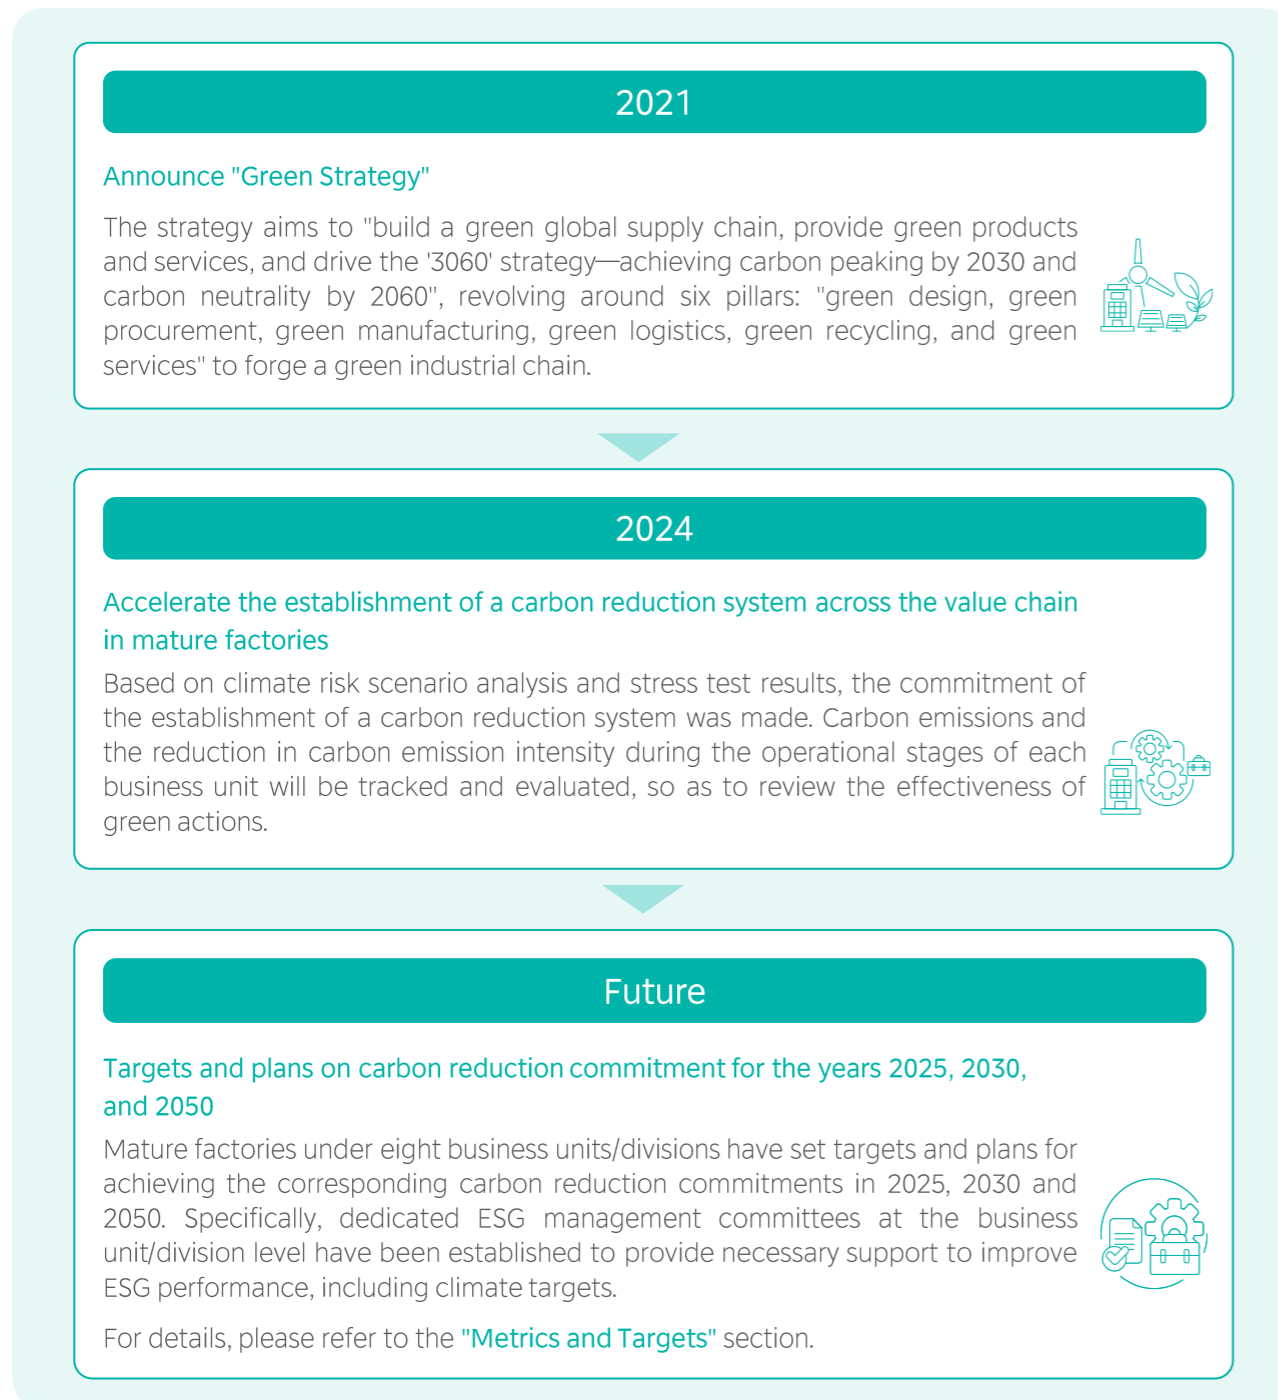 2021
Announce "Green Strategy"
The strategy aims to "build a green global supply chain, provide green products
and services, and drive the '3060' strategy—achieving carbon peaking by 2030 and
carbon neutrality by 2060", revolving around six pillars: "green design, green
procurement, green manufacturing, green logistics, green recycling, and green
services" to forge a green industrial chain.
2024
Accelerate the establishment of a carbon reduction system across the value chain
in mature factories
Based on climate risk scenario analysis and stress test results, the commitment of
the establishment of a carbon reduction system was made. Carbon emissions and
the reduction in carbon emission intensity during the operational stages of each
business unit will be tracked and evaluated, so as to review the effectiveness of
green actions.
Future
Targets and plans on carbon reduction commitment for the years 2025, 2030,
and 2050
Mature factories under eight business units/divisions have set targets and plans for
achieving the corresponding carbon reduction commitments in 2025, 2030 and
2050. Specifically, dedicated ESG management committees at the business
unit/division level have been established to provide necessary support to improve
ESG performance, including climate targets.
For details, please refer to the "Metrics and Targets" section.